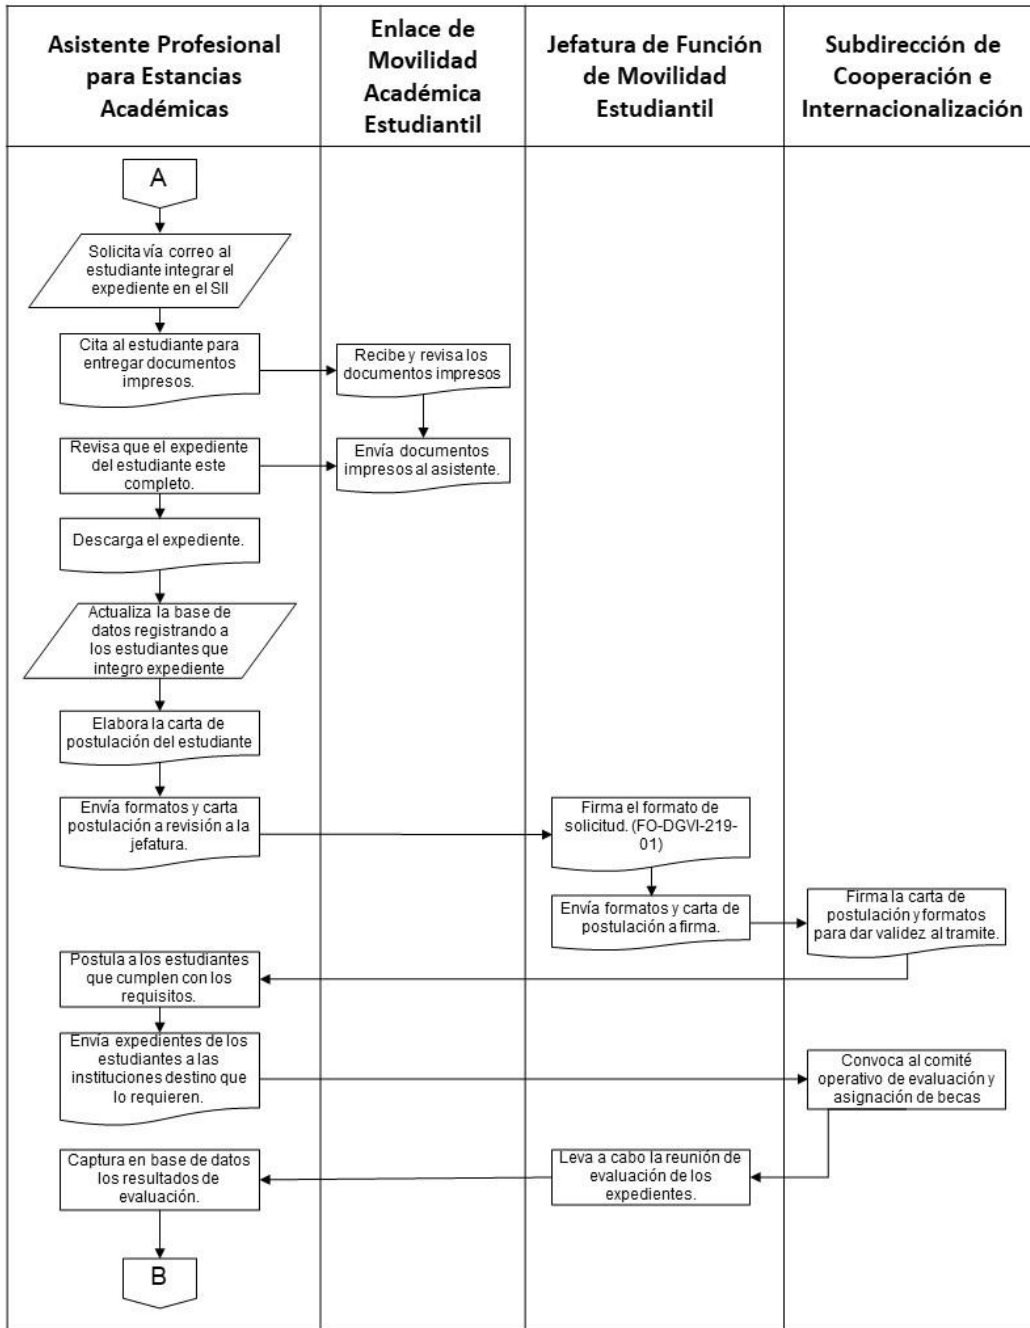 Asistente Profesional
para Estancias
Académicas
Enlace de
Movilidad
Académica
Estudiantil
Jefatura de Función
de Movilidad
Estudiantil
Subdirección de
Cooperación e
Internacionalización
A
Solicita vía correo al
estudiante integrar el
expediente en el SII
Cita al estudiante para
entregar documentos
impresos.
Recibe y revisa los
documentos impresos
Revisa que el expediente
del estudiante este
completo.
Envía documentos
impresos al asistente.
Descarga el expediente.
Actualiza la base de
datos registrando a
los estudiantes que
integro expediente
Elabora la carta de
postulación del estudiante
Envía formatos y carta
postulación a revisión a la
jefatura.
Firma el formato de
solicitud. (FO-DGVI-219-
01)
Envía formatos y carta de
postulación a firma.
Firma la carta de
postulación y formatos
para dar validez al tramite.
Postula a los estudiantes
que cumplen con los
requisitos.
Envía expedientes de los
estudiantes a las
instituciones destino que
lo requieren.
Convoca al comité
operativo de evaluación y
asignación de becas
Leva a cabo la reunión de
evaluación de los
expedientes.
Captura en base de datos
los resultados de
evaluación.
B